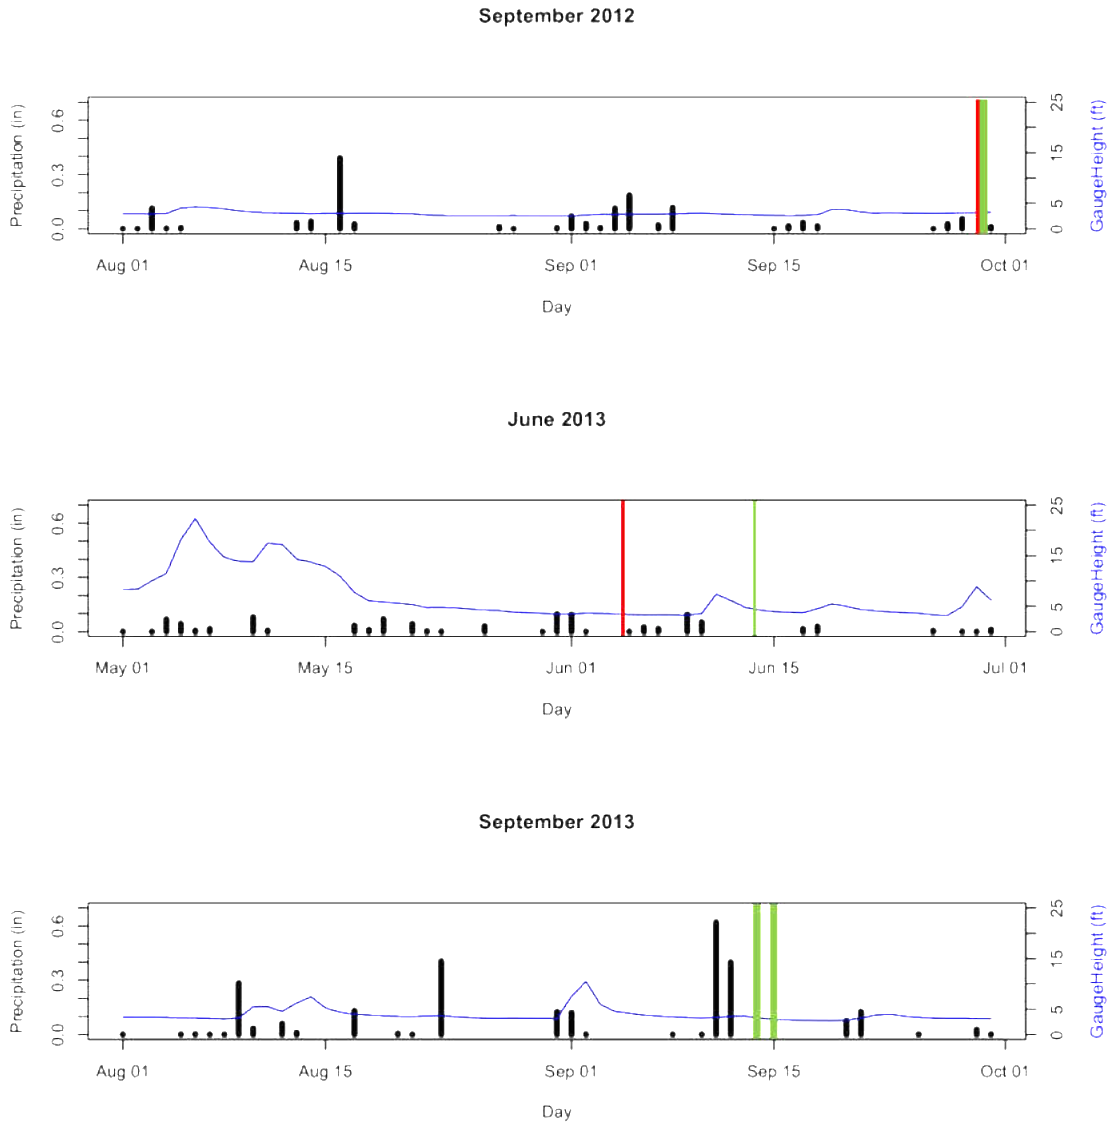 September 2012
Precipitation (in)
0.0 0.3 0.6
0 5 15 25
GaugeHeight (ft)
Aug 01 Aug 15 Sep 01 Sep 15 Oct 01
Day
June 2013
Precipitation (in)
0.0 0.3 0.6
0 5 15 25
GaugeHeight (ft)
May 01 May 15 Jun 01 Jun 15 Jul 01
Day
September 2013
Precipitation (in)
0.0 0.3 0.6
0 5 15 25
GaugeHeight (ft)
Aug 01 Aug 15 Sep 01 Sep 15 Oct 01
Day